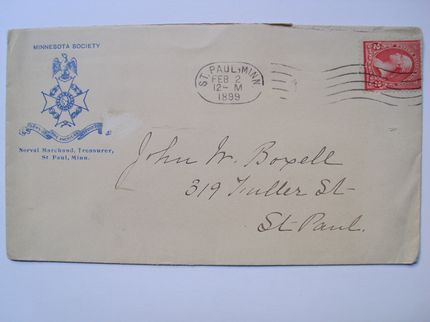 MINNESOTA SOCIETY
Norval Marchand, Treasurer,
St. Paul, Minn.
ST. PAUL, MINN.
FEB 2
12-M
1899
John W. Boxell
319 Fuller St
St Paul.